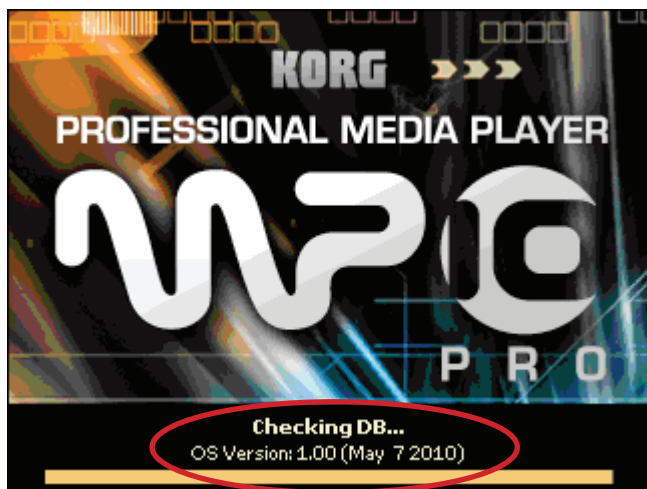 KORG
PROFESSIONAL MEDIA PLAYER
MP10
PRO
Checking DB...
OS Version: 1.00 (May 7 2010)